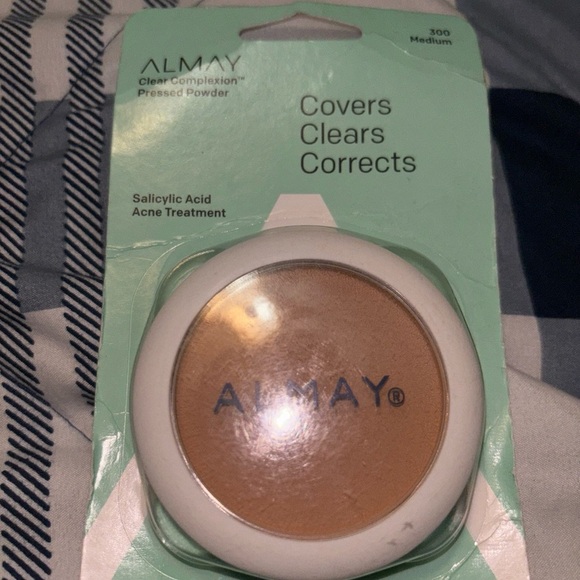 ALMAY
Clear Complexion™
Pressed Powder
300
Medium
Covers
Clears
Corrects
Salicylic Acid
Acne Treatment
ALMAY®